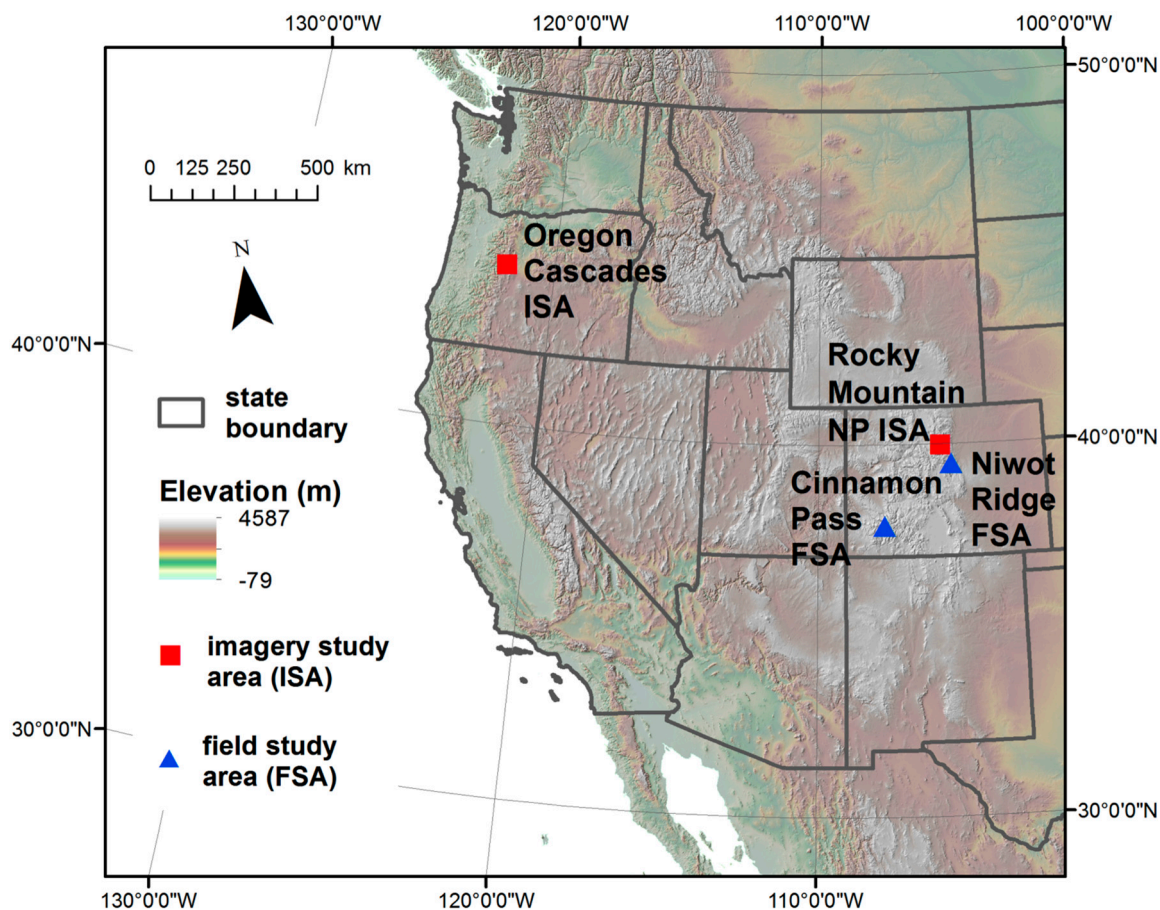 130°0'0"W
120°0'0"W
110°0'0"W
100°0'0"W
50°0'0"N
0 125 250 500 km
N
Oregon
Cascades
ISA
40°0'0"N
state
boundary
Rocky
Mountain
NP ISA
40°0'0"N
Niwot
Ridge
FSA
Cinnamon
Pass
FSA
Elevation (m)
4587
-79
imagery study
area (ISA)
field study
area (FSA)
30°0'0"N
30°0'0"N
130°0'0"W
120°0'0"W
110°0'0"W